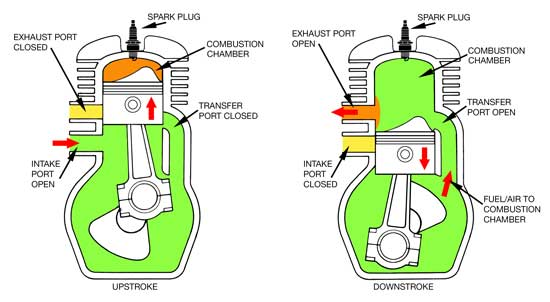 SPARK PLUG
EXHAUST PORT
CLOSED
COMBUSTION
CHAMBER
TRANSFER
PORT CLOSED
INTAKE
PORT
OPEN
UPSTROKE
SPARK PLUG
EXHAUST PORT
OPEN
COMBUSTION
CHAMBER
TRANSFER
PORT OPEN
INTAKE
PORT
CLOSED
FUEL/AIR TO
COMBUSTION
CHAMBER
DOWNSTROKE